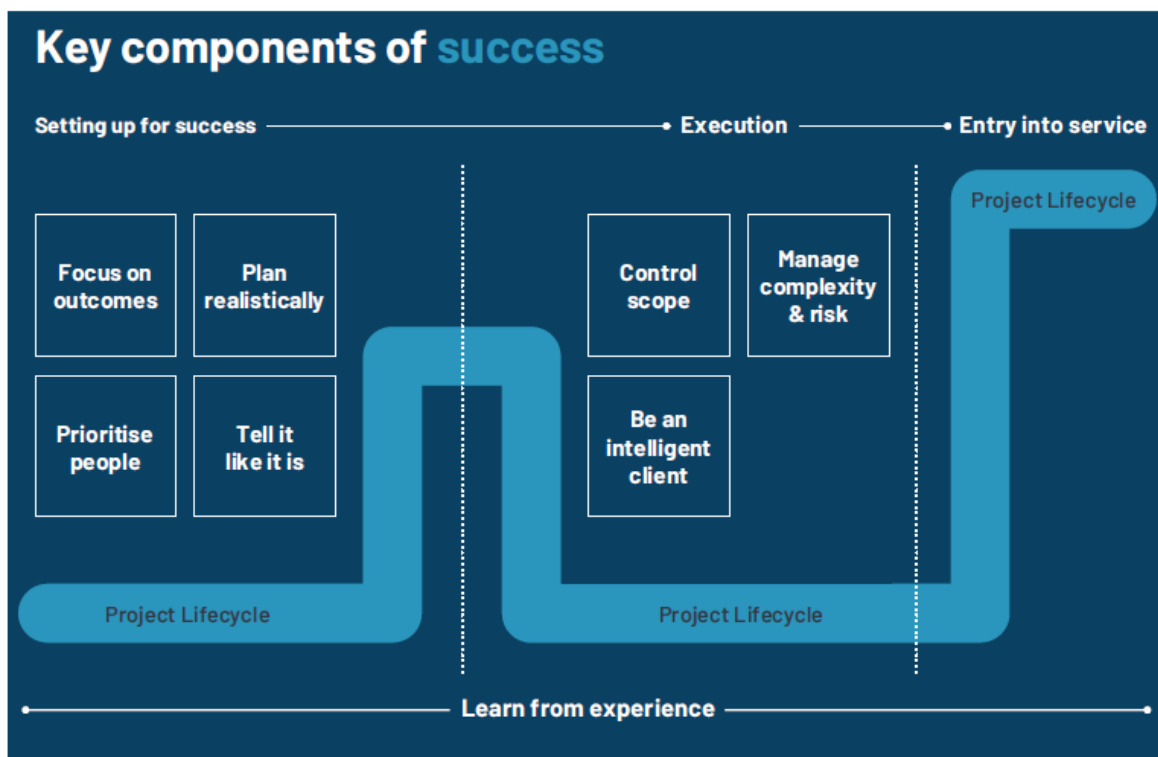 Key components of success
Setting up for success
Execution
Entry into service
Project Lifecycle
Focus on
outcomes
Plan
realistically
Control
scope
Manage
complexity
& risk
Prioritise
people
Tell it
like it is
Be an
intelligent
client
Project Lifecycle
Project Lifecycle
Learn from experience